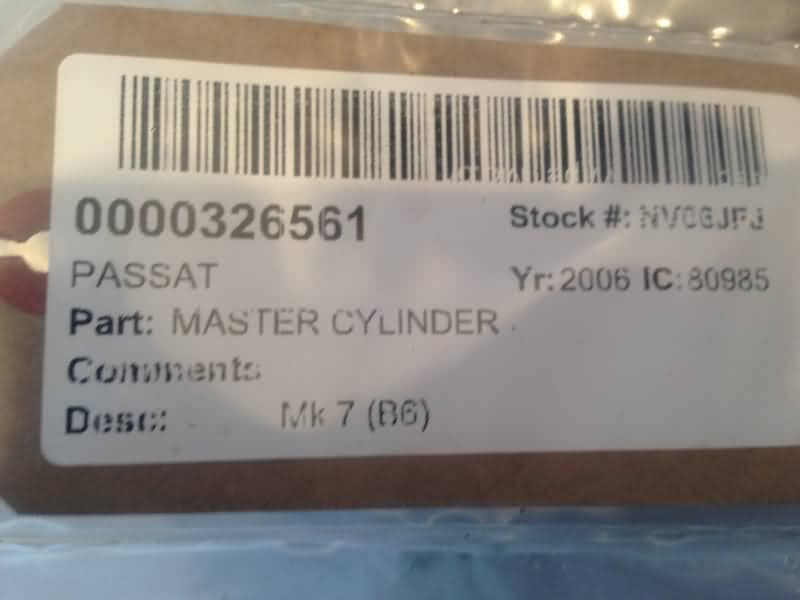 0000326561 Stock #:
PASSAT Yr: 2006 IC: 80985
Part: MASTER CYLINDER
Comments
Desc: Mk 7 (B6)